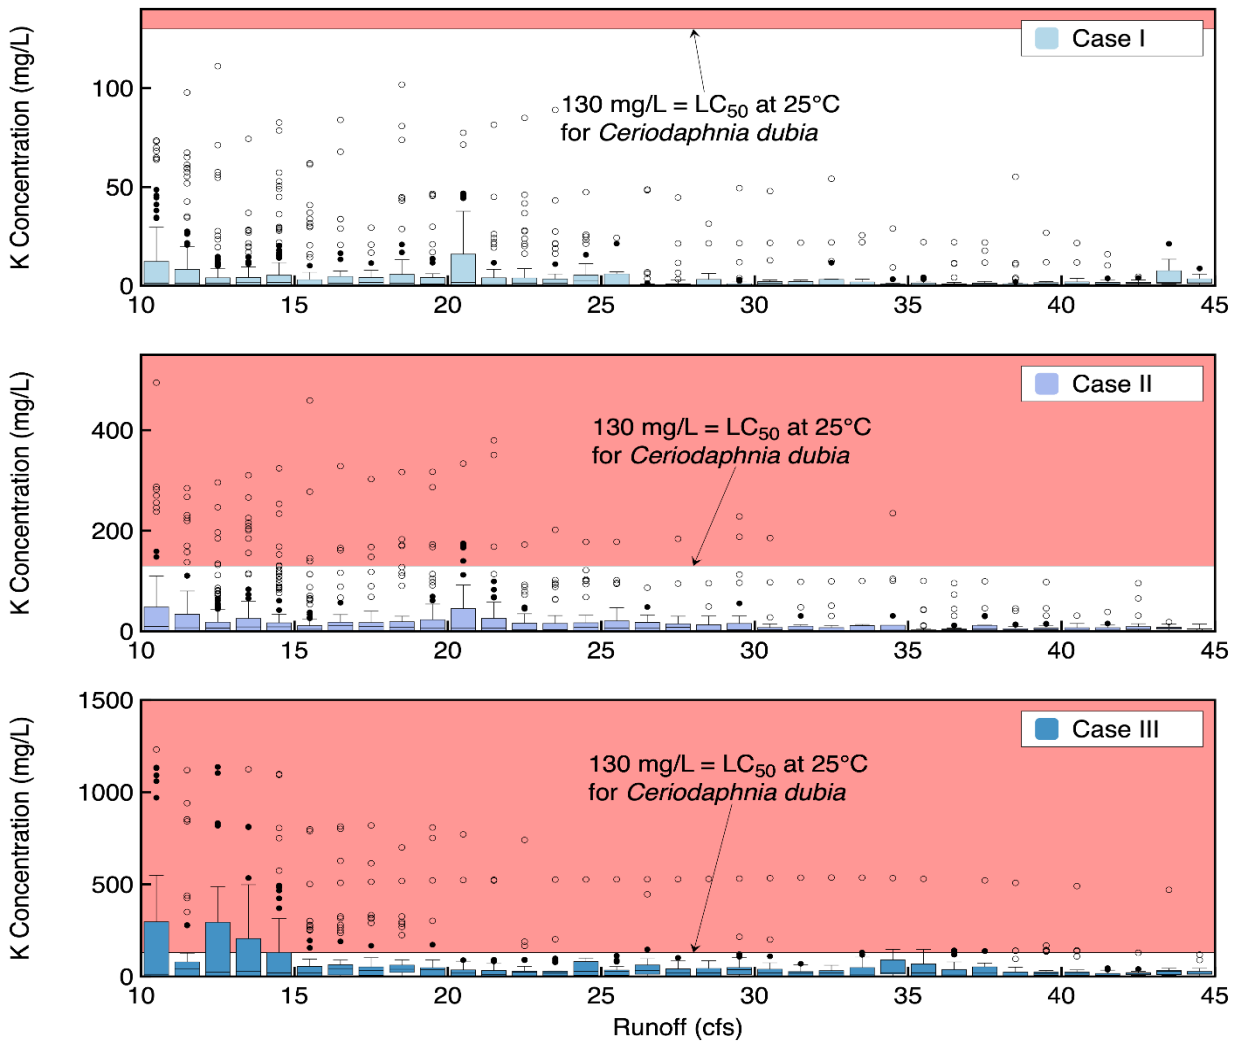 K Concentration (mg/L)
100
50
0
Case I
130 mg/L = LC₅₀ at 25°C
for Ceriodaphnia dubia
10 15 20 25 30 35 40 45
K Concentration (mg/L)
400
200
0
Case II
130 mg/L = LC₅₀ at 25°C
for Ceriodaphnia dubia
10 15 20 25 30 35 40 45
K Concentration (mg/L)
1500
1000
500
0
Case III
130 mg/L = LC₅₀ at 25°C
for Ceriodaphnia dubia
10 15 20 25 30 35 40 45
Runoff (cfs)